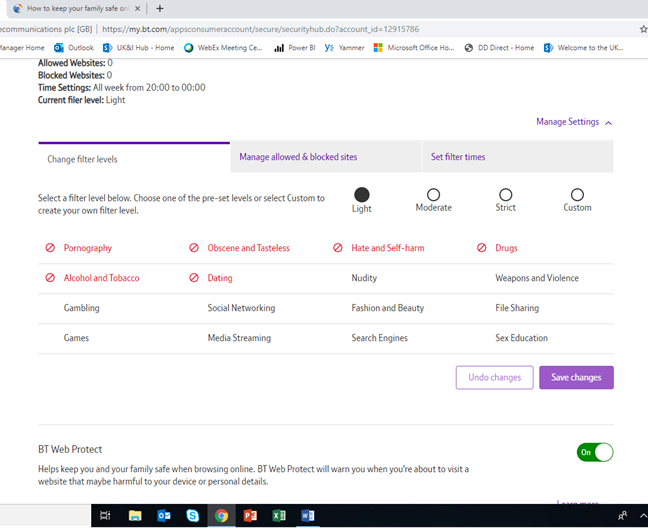 How to keep your family safe onl
ecommunications plc [GB] https://my.bt.com/appsconsumeraccount/secure/securityhub.do?account_id=12915786
anager Home Outlook UK&I Hub - Home WebEx Meeting Ce... Power BI Yammer Microsoft Office Ho... DD Direct - Home Welcome to the UK...
Allowed Websites: 0
Blocked Websites: 0
Time Settings: All week from 20:00 to 00:00
Current filer level: Light
Manage Settings
Change filter levels Manage allowed & blocked sites Set filter times
Select a filter level below. Choose one of the pre-set levels or select Custom to
create your own filter level.
Light Moderate Strict Custom
Pornography Obscene and Tasteless Hate and Self-harm Drugs
Alcohol and Tobacco Dating Nudity Weapons and Violence
Gambling Social Networking Fashion and Beauty File Sharing
Games Media Streaming Search Engines Sex Education
Undo changes Save changes
BT Web Protect
On
Helps keep you and your family safe when browsing online. BT Web Protect will warn you when you're about to visit a
website that maybe harmful to your device or personal details.
Learn more